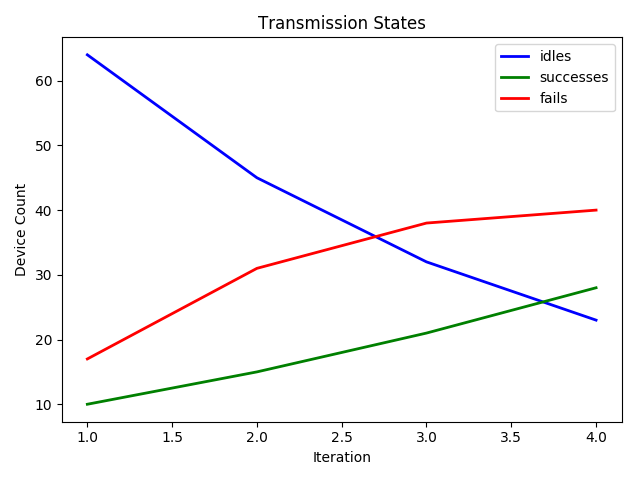 Transmission States
idles
successes
fails
Device Count
60
50
40
30
20
10
1.0 1.5 2.0 2.5 3.0 3.5 4.0
Iteration